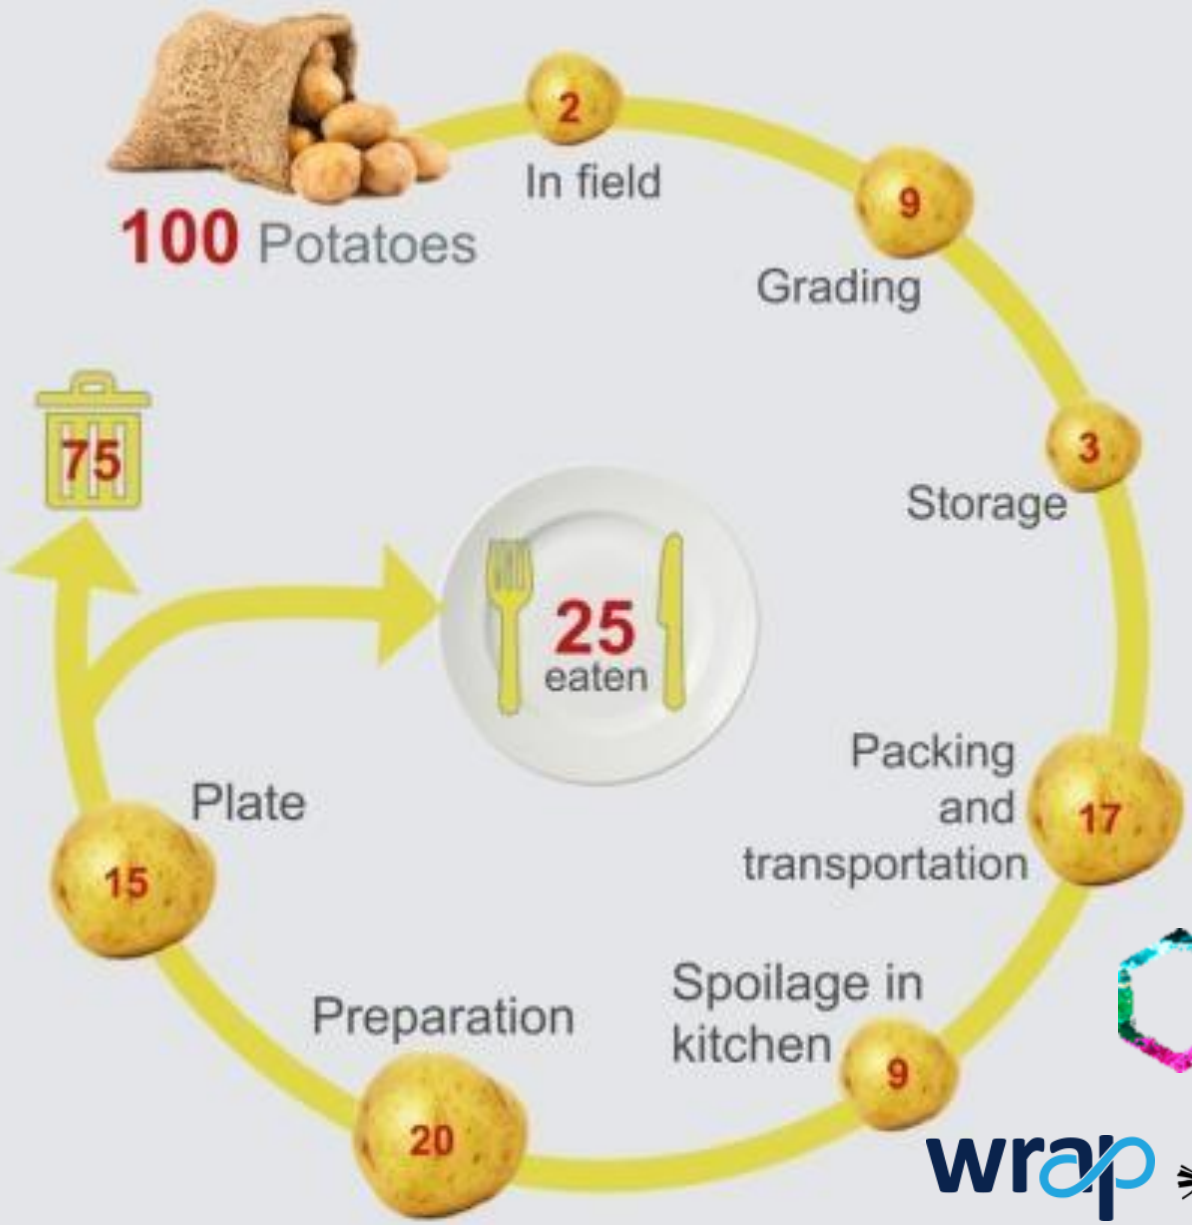 100 Potatoes
2
In field
9
Grading
3
Storage
17
Packing
and
transportation
9
Spoilage in
kitchen
20
Preparation
15
Plate
75
25
eaten
wrap